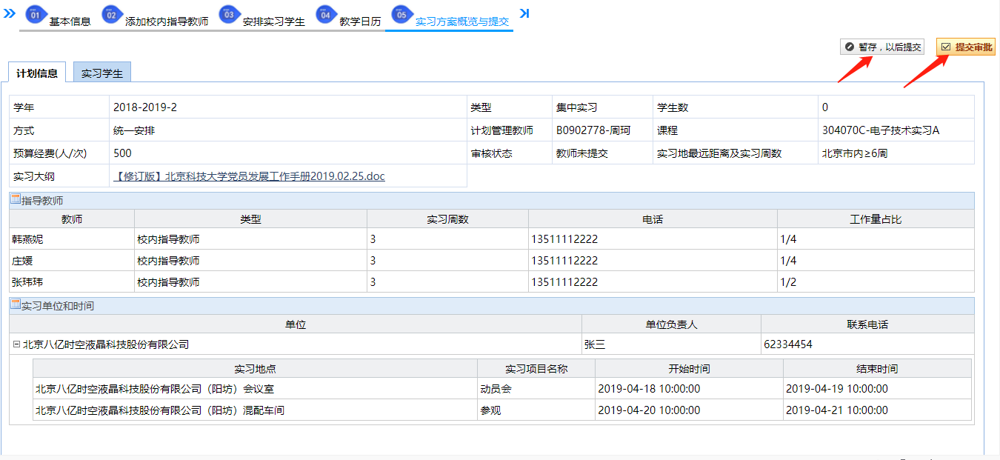 01 基本信息 02 添加校内指导教师 03 安排实习学生 04 教学日历 05 实习方案概览与提交
暂存，以后提交 提交审批
计划信息 实习学生
学年 2018-2019-2 类型 集中实习 学生数 0
方式 统一安排 计划管理教师 B0902778-周珂 课程 304070C-电子技术实习A
预算经费(人/次) 500 审核状态 教师未提交 实习地最远距离及实习周数 北京市内≥6周
实习大纲 【修订版】北京科技大学党员发展工作手册2019.02.25.doc
指导教师
教师 类型 实习周数 电话 工作量占比
韩燕妮 校内指导教师 3 13511112222 1/4
庄媛 校内指导教师 3 13511112222 1/4
张玮玮 校内指导教师 3 13511112222 1/2
实习单位和时间
单位 单位负责人 联系电话
北京八亿时空液晶科技股份有限公司 张三 62334454
实习地点 实习项目名称 开始时间 结束时间
北京八亿时空液晶科技股份有限公司（阳坊）会议室 动员会 2019-04-18 10:00:00 2019-04-19 10:00:00
北京八亿时空液晶科技股份有限公司（阳坊）混配车间 参观 2019-04-20 10:00:00 2019-04-21 10:00:00